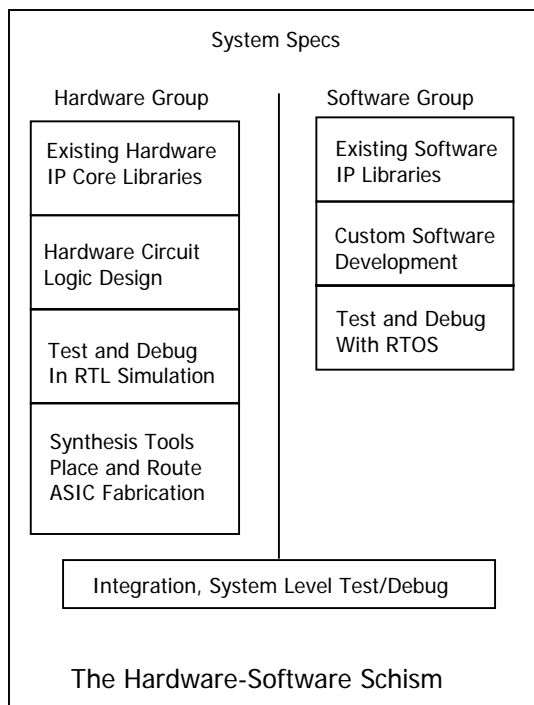 System Specs
Hardware Group
Existing Hardware
IP Core Libraries
Hardware Circuit
Logic Design
Test and Debug
In RTL Simulation
Synthesis Tools
Place and Route
ASIC Fabrication
Software Group
Existing Software
IP Libraries
Custom Software
Development
Test and Debug
With RTOS
Integration, System Level Test/Debug
The Hardware-Software Schism